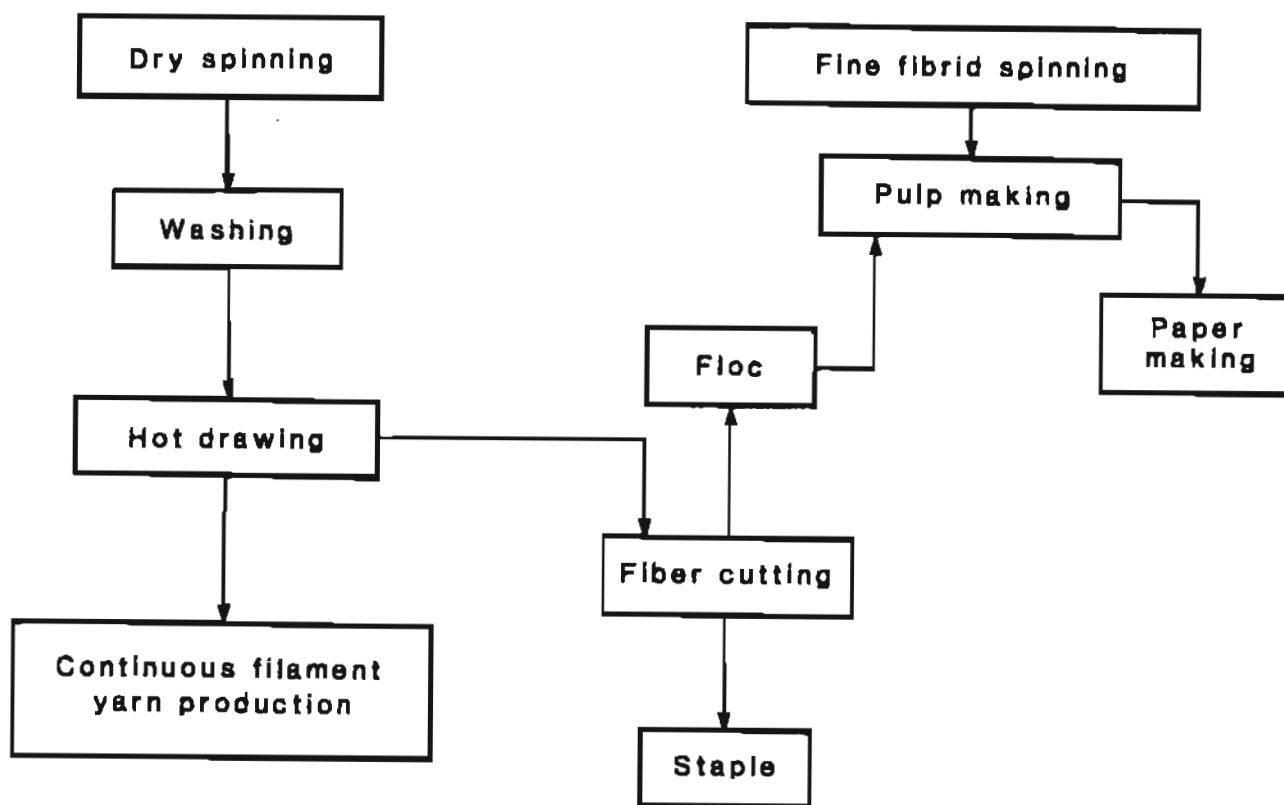 Dry spinning
Fine fibrid spinning
Washing
Pulp making
Paper
making
Floc
Hot drawing
Fiber cutting
Continuous filament
yarn production
Staple